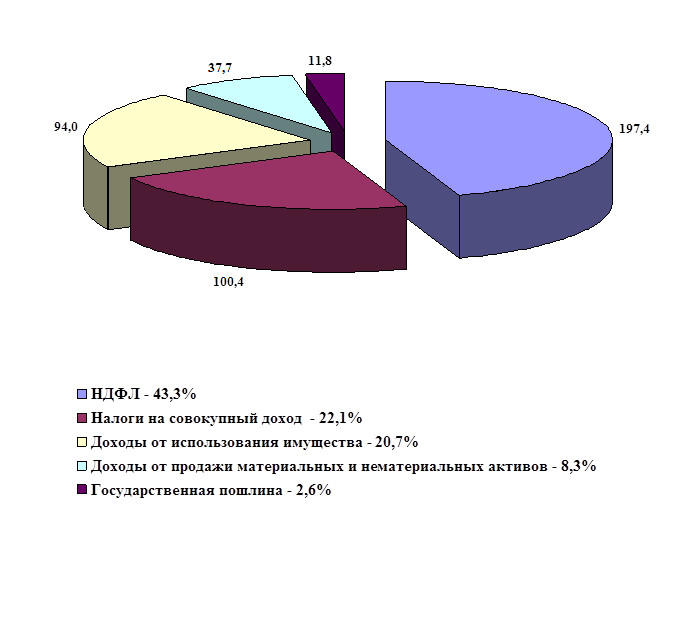 11,8
37,7
94,0
197,4
100,4
НДФЛ - 43,3%
Налоги на совокупный доход - 22,1%
Доходы от использования имущества - 20,7%
Доходы от продажи материальных и нематериальных активов - 8,3%
Государственная пошлина - 2,6%